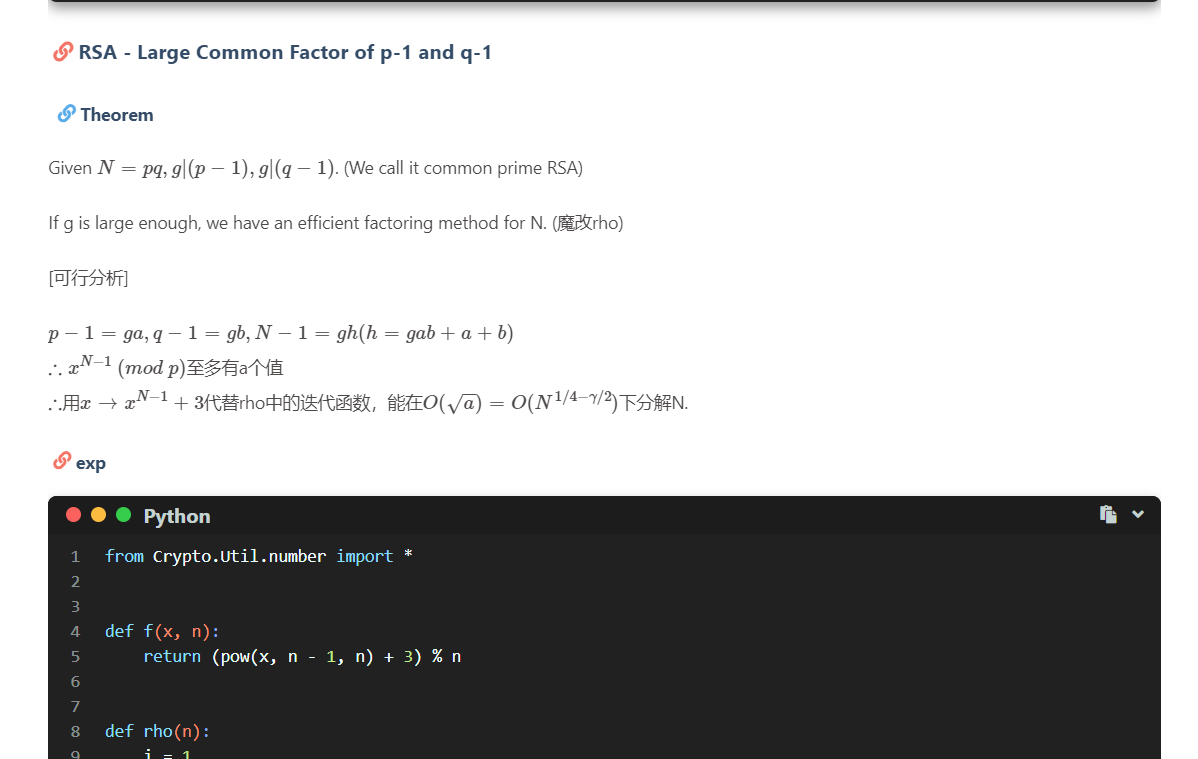 RSA - Large Common Factor of p-1 and q-1
Theorem
Given N = pq, g|(p − 1), g|(q − 1). (We call it common prime RSA)
If g is large enough, we have an efficient factoring method for N. (魔改rho)
[可行分析]
p − 1 = ga, q − 1 = gb, N − 1 = gh(h = gab + a + b)
∴ x^{N−1} (mod p)至多有a个值
∴用x → x^{N−1} + 3代替rho中的迭代函数，能在O(√a) = O(N^{1/4−γ/2})下分解N.
exp
Python
1 from Crypto.Util.number import *
2
3
4 def f(x, n):
5     return (pow(x, n - 1, n) + 3) % n
6
7
8 def rho(n):
9     i = 1